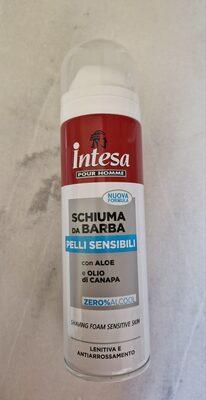 intesa
POUR HOMME
NUOVA
FORMULA
SCHIUMA
DA BARBA
PELLI SENSIBILI
con ALOE
e OLIO
di CANAPA
ZERO%ALCOOL
SHAVING FOAM SENSITIVE SKIN
LENITIVA E
ANTIARROSSAMENTO